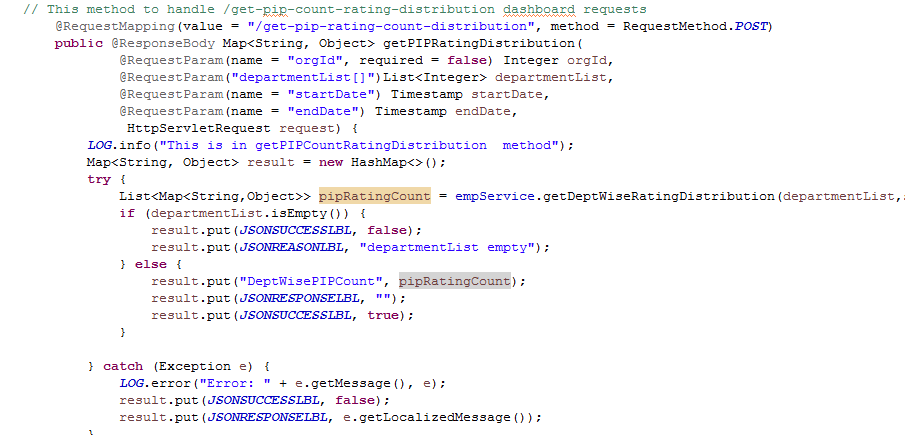 // This method to handle /get-pip-count-rating-distribution dashboard requests
@RequestMapping(value = "/get-pip-rating-count-distribution", method = RequestMethod.POST)
public @ResponseBody Map<String, Object> getPIPRatingDistribution(
@RequestParam(name = "orgId", required = false) Integer orgId,
@RequestParam("departmentList[]")List<Integer> departmentList,
@RequestParam(name = "startDate") Timestamp startDate,
@RequestParam(name = "endDate") Timestamp endDate,
HttpServletRequest request) {
LOG.info("This is in getPIPCountRatingDistribution  method");
Map<String, Object> result = new HashMap<>();
try {
List<Map<String,Object>> pipRatingCount = empService.getDeptWiseRatingDistribution(departmentList,
if (departmentList.isEmpty()) {
result.put(JSONSUCCESSLBL, false);
result.put(JSONREASONLBL, "departmentList empty");
} else {
result.put("DeptWisePIPCount", pipRatingCount);
result.put(JSONRESPONSELBL, "");
result.put(JSONSUCCESSLBL, true);
}
} catch (Exception e) {
LOG.error("Error: " + e.getMessage(), e);
result.put(JSONSUCCESSLBL, false);
result.put(JSONRESPONSELBL, e.getLocalizedMessage());
}